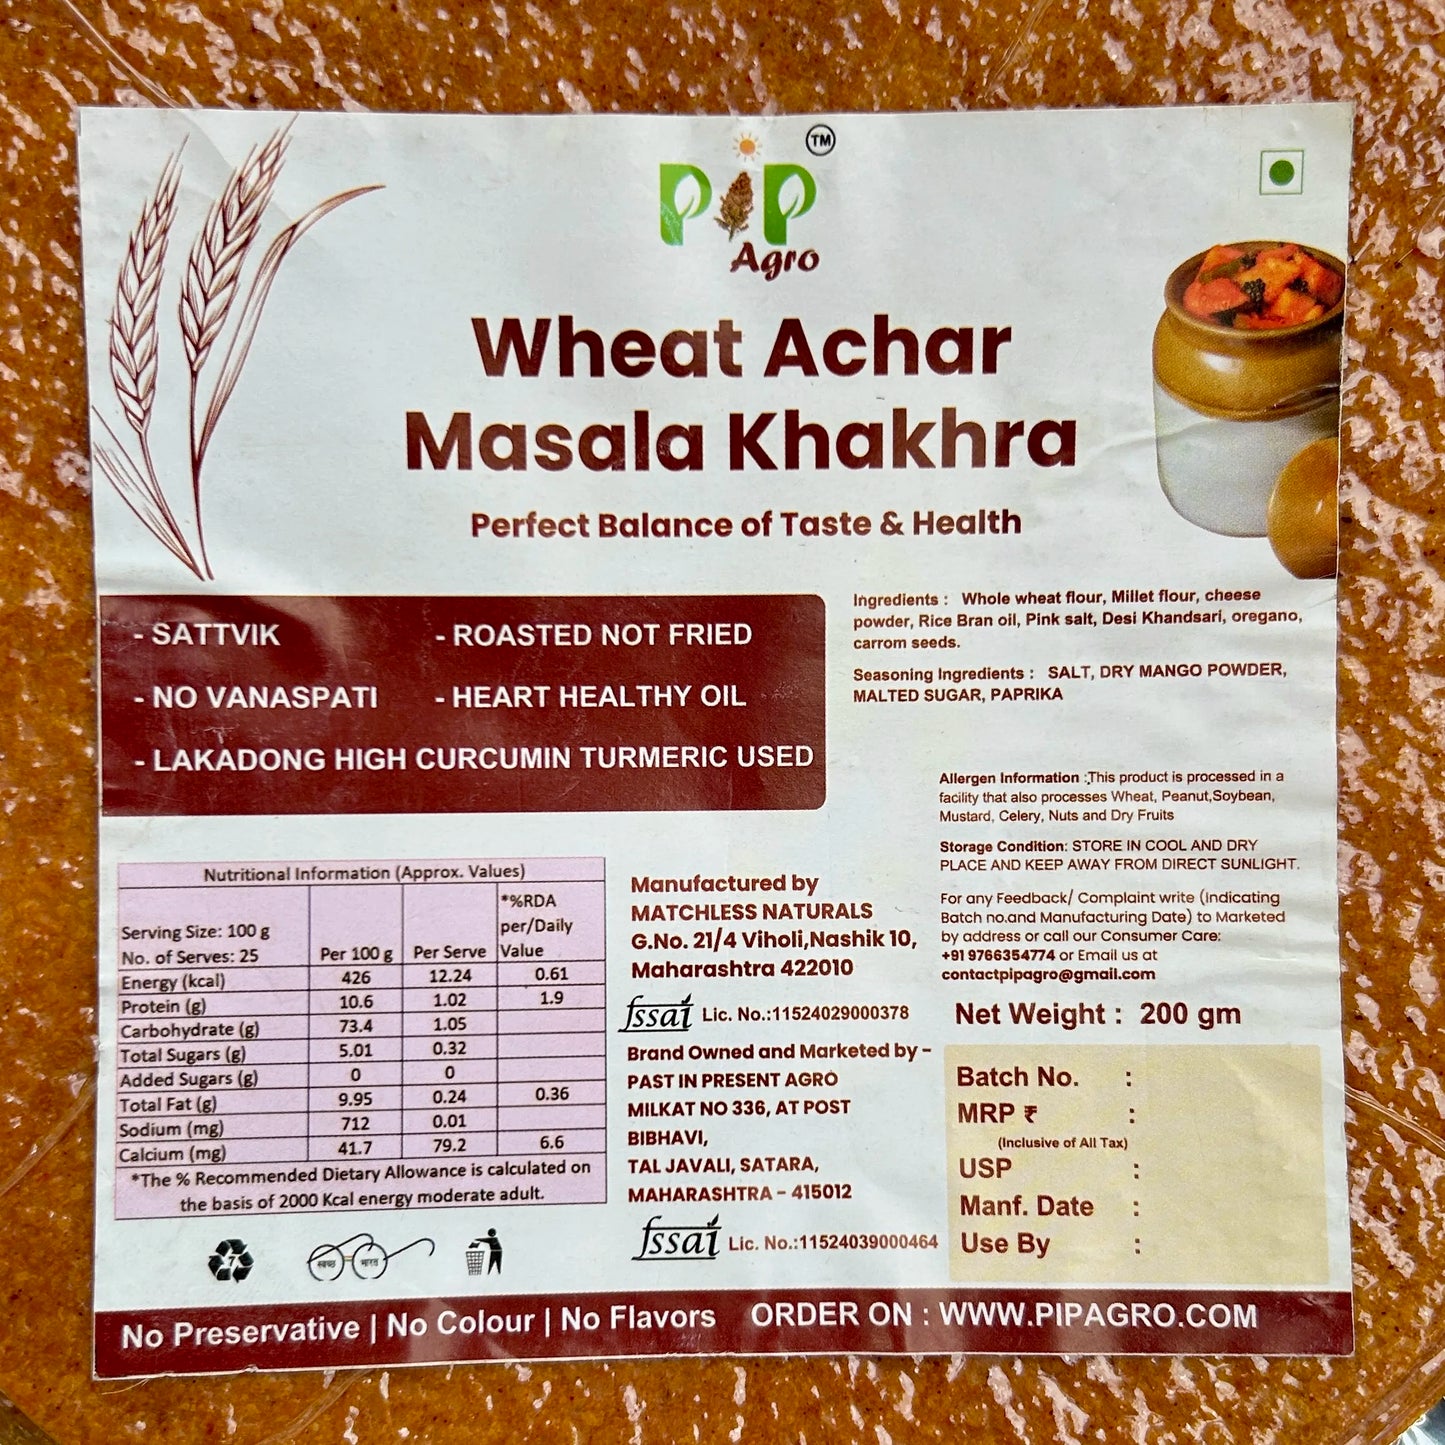 PiP TM
Agro
Wheat Achar
Masala Khakhra
Perfect Balance of Taste & Health
- SATTVIK - ROASTED NOT FRIED
- NO VANASPATI - HEART HEALTHY OIL
- LAKADONG HIGH CURCUMIN TURMERIC USED
Ingredients : Whole wheat flour, Millet flour, cheese
powder, Rice Bran oil, Pink salt, Desi Khandsari, oregano,
carrom seeds.
Seasoning Ingredients : SALT, DRY MANGO POWDER,
MALTED SUGAR, PAPRIKA
Allergen Information :This product is processed in a
facility that also processes Wheat, Peanut,Soybean,
Mustard, Celery, Nuts and Dry Fruits
Storage Condition: STORE IN COOL AND DRY
PLACE AND KEEP AWAY FROM DIRECT SUNLIGHT.
For any Feedback/ Complaint write (Indicating
Batch no.and Manufacturing Date) to Marketed
by address or call our Consumer Care:
+91 9766354774 or Email us at
contactpipagro@gmail.com
Nutritional Information (Approx. Values)
Serving Size: 100 g
No. of Serves: 25 Per 100 g Per Serve *%RDA per/Daily Value
Energy (kcal) 426 12.24 0.61
Protein (g) 10.6 1.02 1.9
Carbohydrate (g) 73.4 1.05
Total Sugars (g) 5.01 0.32
Added Sugars (g) 0 0
Total Fat (g) 9.95 0.24 0.36
Sodium (mg) 712 0.01
Calcium (mg) 41.7 79.2 6.6
*The % Recommended Dietary Allowance is calculated on
the basis of 2000 Kcal energy moderate adult.
Manufactured by
MATCHLESS NATURALS
G.No. 21/4 Viholi,Nashik 10,
Maharashtra 422010
fssai Lic. No.:11524029000378
Brand Owned and Marketed by -
PAST IN PRESENT AGRO
MILKAT NO 336, AT POST
BIBHAVI,
TAL JAVALI, SATARA,
MAHARASHTRA - 415012
fssai Lic. No.:11524039000464
Net Weight : 200 gm
Batch No. :
MRP ₹ :
(Inclusive of All Tax)
USP :
Manf. Date :
Use By :
7
स्वच्छ भारत
No Preservative | No Colour | No Flavors ORDER ON : WWW.PIPAGRO.COM